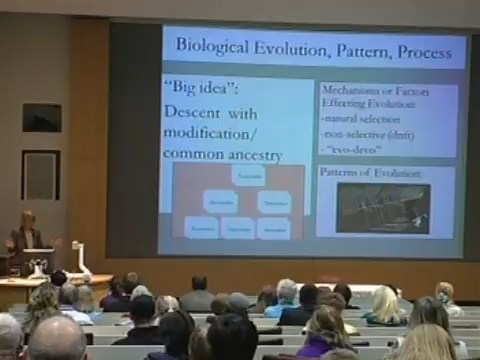 Biological Evolution, Pattern, Process
"Big idea":
Descent with
modification/
common ancestry
Mechanisms or Factors
Effecting Evolution:
-natural selection
-non-selective (drift)
- "evo-devo"
Patterns of Evolution: